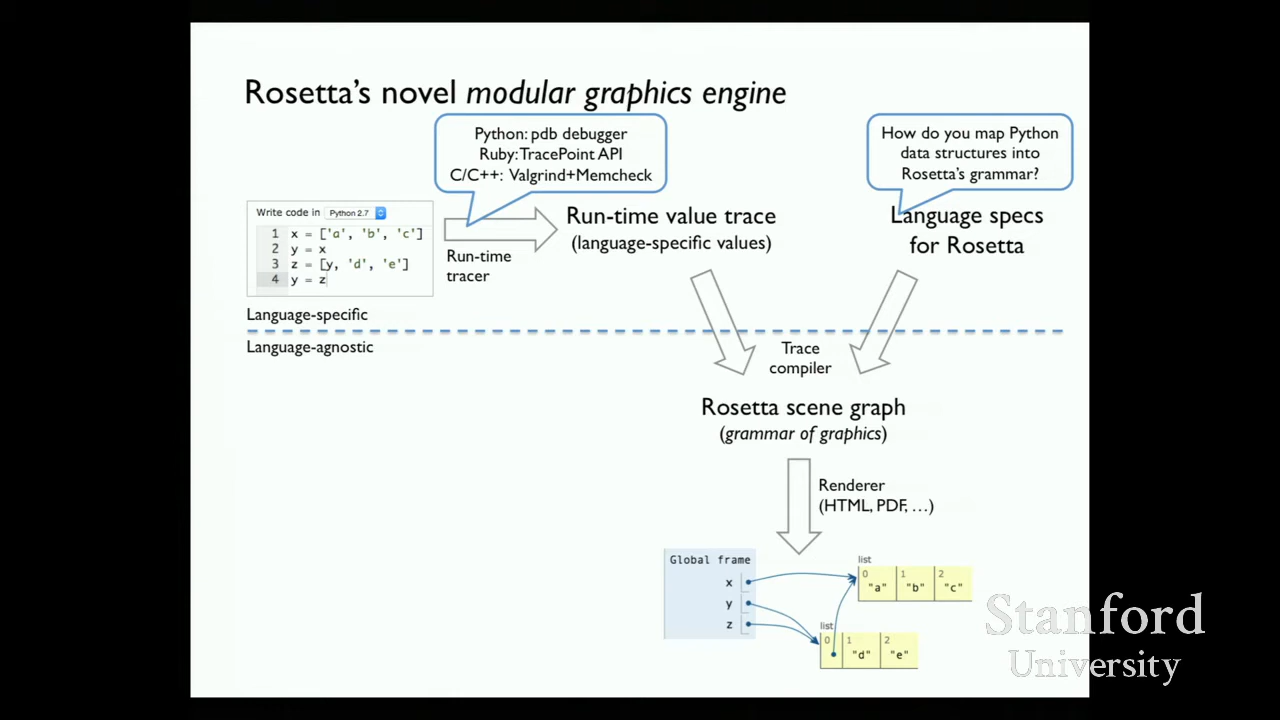 Rosetta's novel modular graphics engine
Python: pdb debugger
Ruby: TracePoint API
C/C++: Valgrind+Memcheck
How do you map Python
data structures into
Rosetta's grammar?
Write code in Python 2.7
1 x = ['a', 'b', 'c']
2 y = x
3 z = [y, 'd', 'e']
4 y = z
Run-time
tracer
Run-time value trace
(language-specific values)
Language specs
for Rosetta
Language-specific
Language-agnostic
Trace
compiler
Rosetta scene graph
(grammar of graphics)
Renderer
(HTML, PDF, ...)
Global frame
x
y
z
list
0 1 2
"a" "b" "c"
list
0 1 2
"d" "e"
Stanford
University